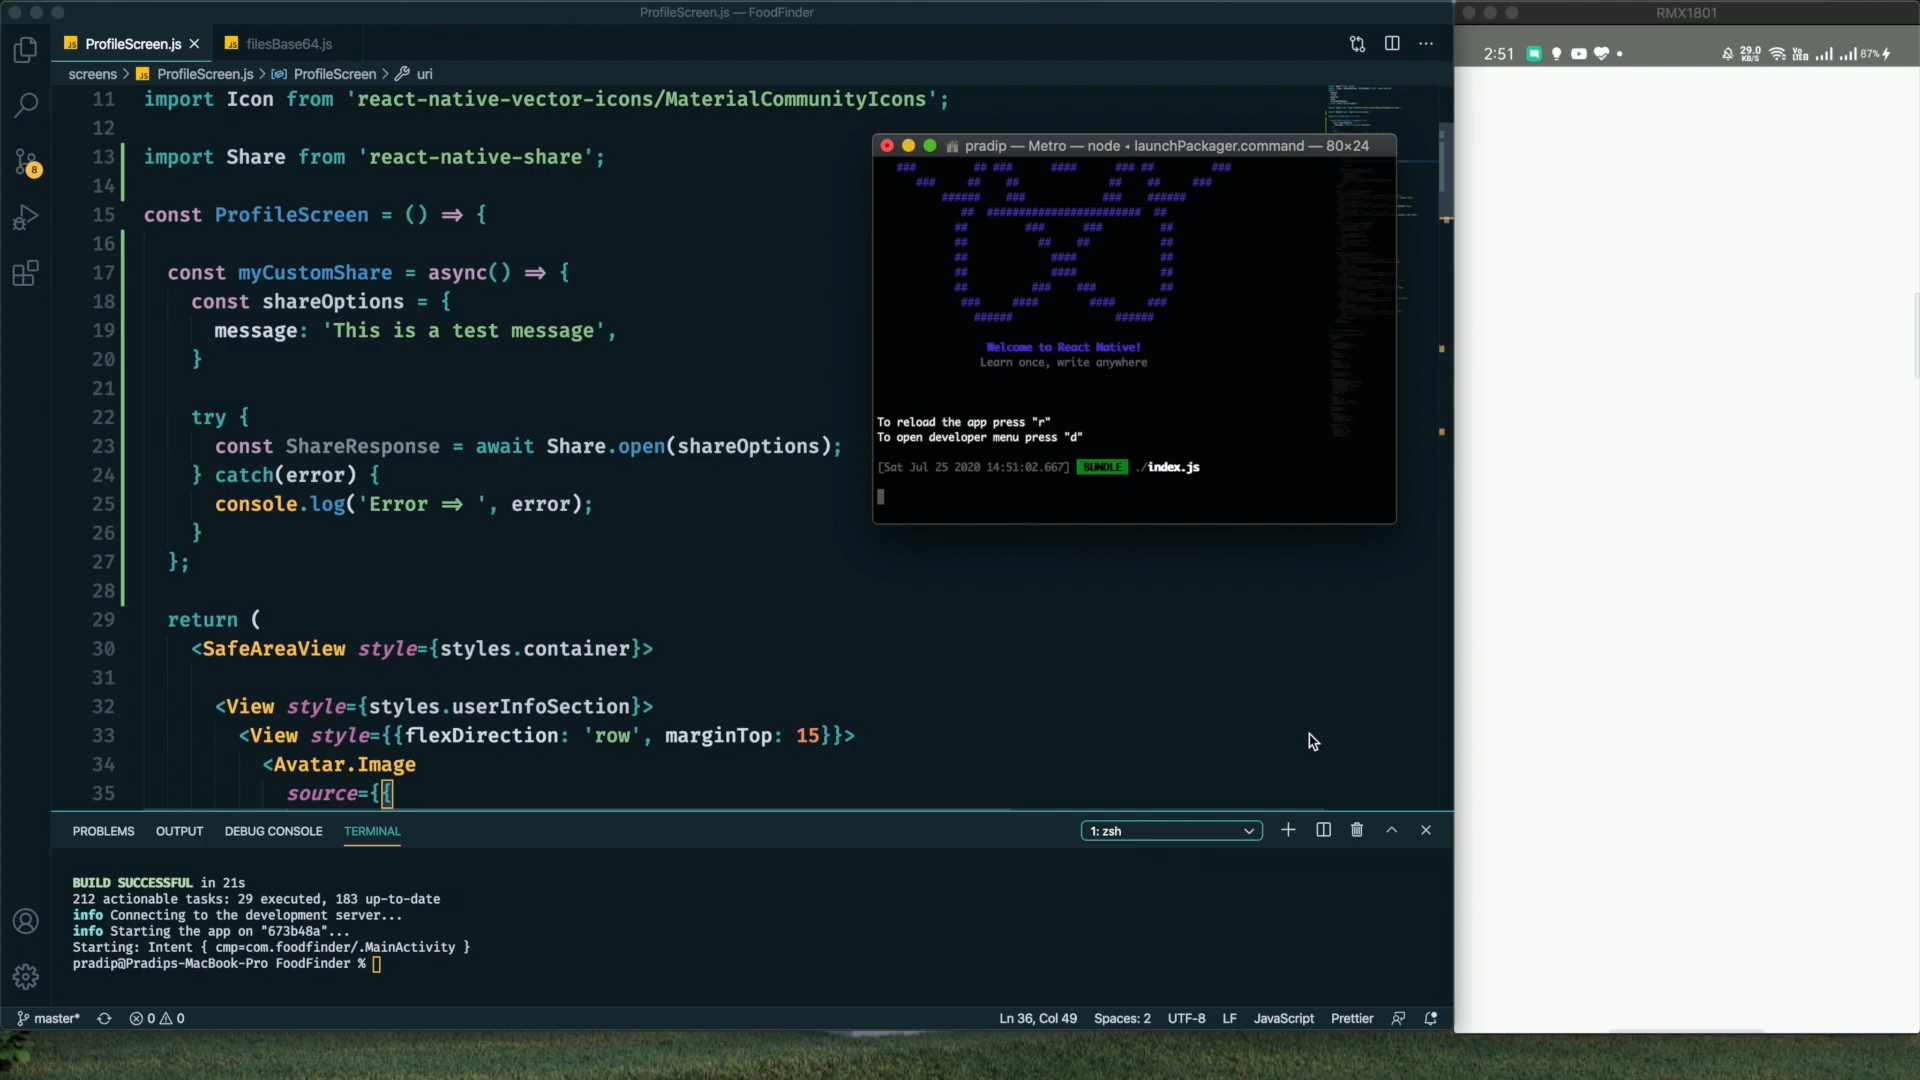 ProfileScreen.js — FoodFinder
RMX1801
ProfileScreen.js
filesBase64.js
screens > ProfileScreen.js > ProfileScreen > uri
2:51
29.0 KB/S
87%
11 import Icon from 'react-native-vector-icons/MaterialCommunityIcons';
12
13 import Share from 'react-native-share';
14
15 const ProfileScreen = () => {
16
17 const myCustomShare = async() => {
18 const shareOptions = {
19 message: 'This is a test message',
20 }
21
22 try {
23 const ShareResponse = await Share.open(shareOptions);
24 } catch(error) {
25 console.log('Error => ', error);
26 }
27 };
28
29 return (
30 <SafeAreaView style={styles.container}>
31
32 <View style={styles.userInfoSection}>
33 <View style={{flexDirection: 'row', marginTop: 15}}>
34 <Avatar.Image
35 source={{
8
pradip — Metro — node ◂ launchPackager.command — 80×24
Welcome to React Native!
Learn once, write anywhere
To reload the app press "r"
To open developer menu press "d"
[Sat Jul 25 2020 14:51:02.667] BUNDLE ./index.js
PROBLEMS OUTPUT DEBUG CONSOLE TERMINAL
1: zsh
BUILD SUCCESSFUL in 21s
212 actionable tasks: 29 executed, 183 up-to-date
info Connecting to the development server...
info Starting the app on "673b48a"...
Starting: Intent { cmp=com.foodfinder/.MainActivity }
pradip@Pradips-MacBook-Pro FoodFinder %
master* 0 0
Ln 36, Col 49 Spaces: 2 UTF-8 LF JavaScript Prettier